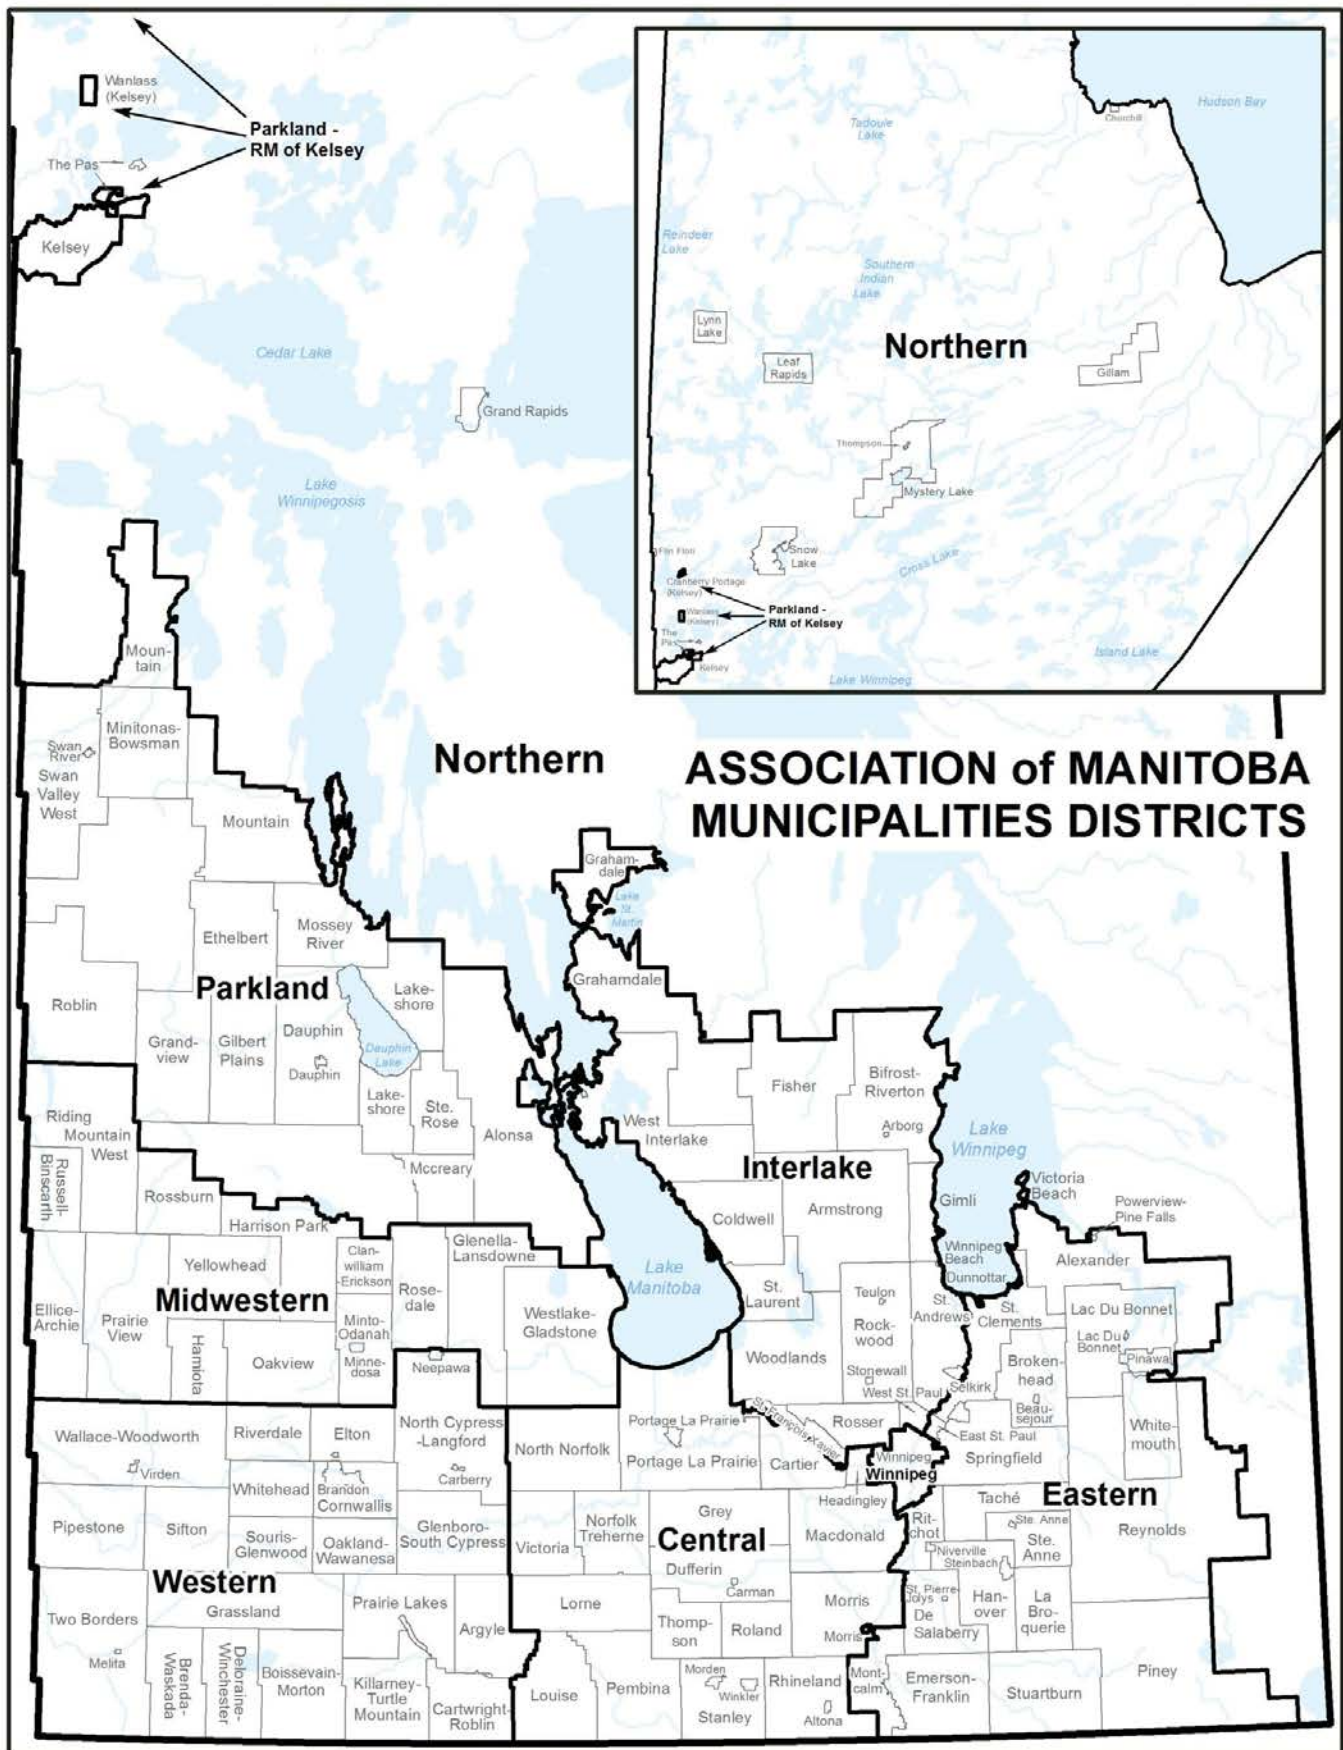 Wanlass
(Kelsey)
Parkland -
RM of Kelsey
The Pas
Kelsey
Cedar Lake
Grand Rapids
Lake
Winnipegosis
Hudson Bay
Churchill
Tadoule
Lake
Reindeer
Lake
Southern
Indian
Lake
Lynn
Lake
Northern
Leaf
Rapids
Gillam
Thompson
Mystery Lake
Snow
Lake
Flin Flon
Cross Lake
Cranberry Portage
(Kelsey)
Wanlass
(Kelsey)
Parkland -
RM of Kelsey
The
Pas
Kelsey
Island Lake
Lake Winnipeg
Moun-
tain
Minitonas-
Bowsman
Swan
River
Swan
Valley
West
Northern
ASSOCIATION of MANITOBA
MUNICIPALITIES DISTRICTS
Mountain
Graham-
dale
Lake
St.
Martin
Ethelbert
Mossey
River
Grahamdale
Parkland
Lake-
shore
Roblin
Grand-
view
Gilbert
Plains
Dauphin
Dauphin
Lake
Dauphin
Lake-
shore
Ste.
Rose
Alonsa
Mccreary
Fisher
Bifrost-
Riverton
Arborg
West
Interlake
Interlake
Lake
Winnipeg
Victoria
Beach
Powerview-
Pine Falls
Riding
Mountain
West
Russell-
Binscarth
Rossburn
Harrison Park
Gimli
Armstrong
Coldwell
Winnipeg
Beach
Dunnottar
Alexander
Yellowhead
Clan-
william
-Erickson
Glenella-
Lansdowne
Lake
Manitoba
Midwestern
Rose-
dale
Ellice-
Archie
Prairie
View
Hamiota
Oakview
Minto-
Odanah
Minne-
dosa
Neepawa
Westlake-
Gladstone
St.
Laurent
Teulon
Rock-
wood
Stonewall
St.
Andrews
St.
Clements
Lac Du Bonnet
Lac Du
Bonnet
Pinawa
Woodlands
Broken-
head
West St. Paul
Selkirk
Beau-
sejour
White-
mouth
St. François Xavier
Rosser
East St. Paul
Springfield
Wallace-Woodworth
Virden
Riverdale
Elton
North Cypress
-Langford
Carberry
North Norfolk
Portage La Prairie
Portage La Prairie
Cartier
Winnipeg
Winnipeg
Whitehead
Brandon
Cornwallis
Headingley
Taché
Eastern
Pipestone
Sifton
Souris-
Glenwood
Oakland-
Wawanesa
Glenboro-
South Cypress
Victoria
Norfolk
Treherne
Grey
Central
Macdonald
Rit-
chot
Ste. Anne
Ste.
Anne
Reynolds
Niverville
Steinbach
Western
Dufferin
Carman
Two Borders
Grassland
Prairie Lakes
Argyle
Lorne
Thomp-
son
Roland
Morris
Morris
St. Pierre-
Jolys
De
Salaberry
Han-
over
La
Bro-
querie
Melita
Brenda-
Waskada
Deloraine-
Winchester
Boissevain-
Morton
Killarney-
Turtle
Mountain
Cartwright-
Roblin
Louise
Pembina
Morden
Winkler
Stanley
Rhineland
Altona
Mont-
calm
Emerson-
Franklin
Stuartburn
Piney